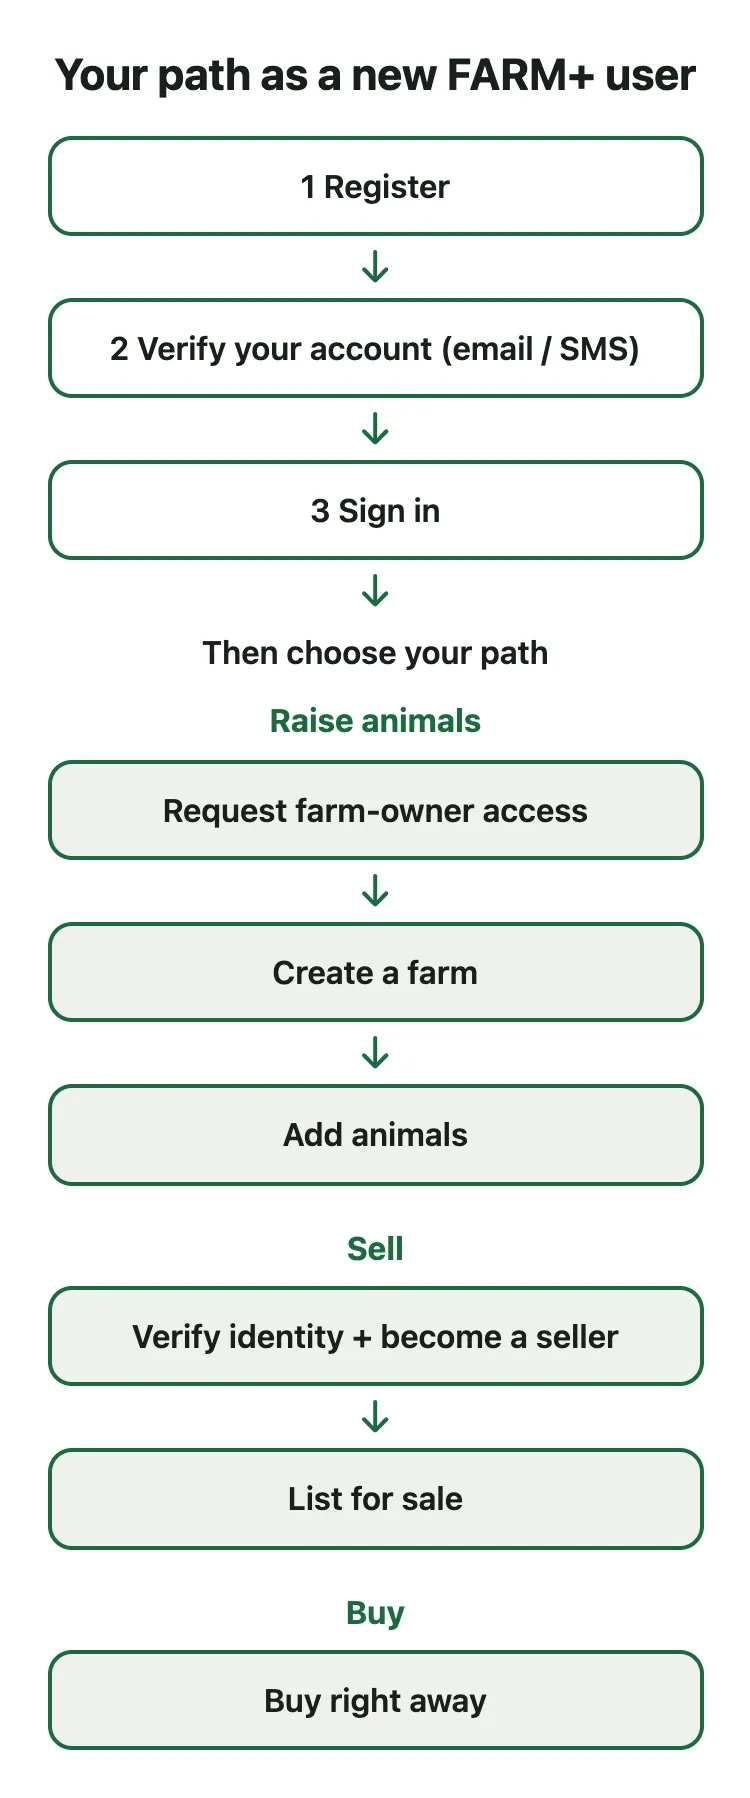 Your path as a new FARM+ user
1 Register
2 Verify your account (email / SMS)
3 Sign in
Then choose your path
Raise animals
Request farm-owner access
Create a farm
Add animals
Sell
Verify identity + become a seller
List for sale
Buy
Buy right away